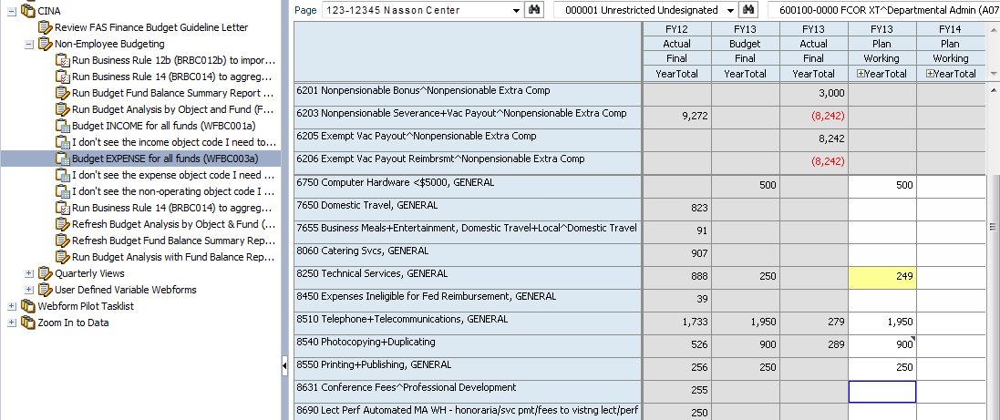 CINA
Review FAS Finance Budget Guideline Letter
Non-Employee Budgeting
Run Business Rule 12b (BRBC012b) to impor...
Run Business Rule 14 (BRBC014) to aggreg...
Run Budget Fund Balance Summary Report ...
Run Budget Analysis by Object and Fund (F...
Budget INCOME for all funds (WFBC001a)
I don't see the income object code I need to...
Budget EXPENSE for all funds (WFBC003a)
I don't see the expense object code I need ...
I don't see the non-operating object code I ...
Run Business Rule 14 (BRBC014) to aggreg...
Refresh Budget Analysis by Object & Fund (...
Refresh Budget Fund Balance Summary Rep...
Run Budget Analysis with Fund Balance Rep...
Quarterly Views
User Defined Variable Webforms
Webform Pilot Tasklist
Zoom In to Data
Page 123-12345 Nasson Center 000001 Unrestricted Undesignated 600100-0000 FCOR XT^Departmental Admin (A07
FY12 FY13 FY13 FY13 FY14
Actual Budget Actual Plan Plan
Final Final Final Working Working
YearTotal YearTotal YearTotal YearTotal YearTotal
6201 Nonpensionable Bonus^Nonpensionable Extra Comp 3,000
6203 Nonpensionable Severance+Vac Payout^Nonpensionable Extra Comp 9,272 (8,242)
6205 Exempt Vac Payout^Nonpensionable Extra Comp 8,242
6206 Exempt Vac Payout Reimbrsmt^Nonpensionable Extra Comp (8,242)
6750 Computer Hardware <$5000, GENERAL 500 500
7650 Domestic Travel, GENERAL 823
7655 Business Meals+Entertainment, Domestic Travel+Local^Domestic Travel 91
8060 Catering Svcs, GENERAL 907
8250 Technical Services, GENERAL 888 250 249
8450 Expenses Ineligible for Fed Reimbursement, GENERAL 39
8510 Telephone+Telecommunications, GENERAL 1,733 1,950 279 1,950
8540 Photocopying+Duplicating 526 900 289 900
8550 Printing+Publishing, GENERAL 256 250 250
8631 Conference Fees^Professional Development 255
8690 Lect Perf Automated MA WH - honoraria/svc pmt/fees to vistng lect/perf 250